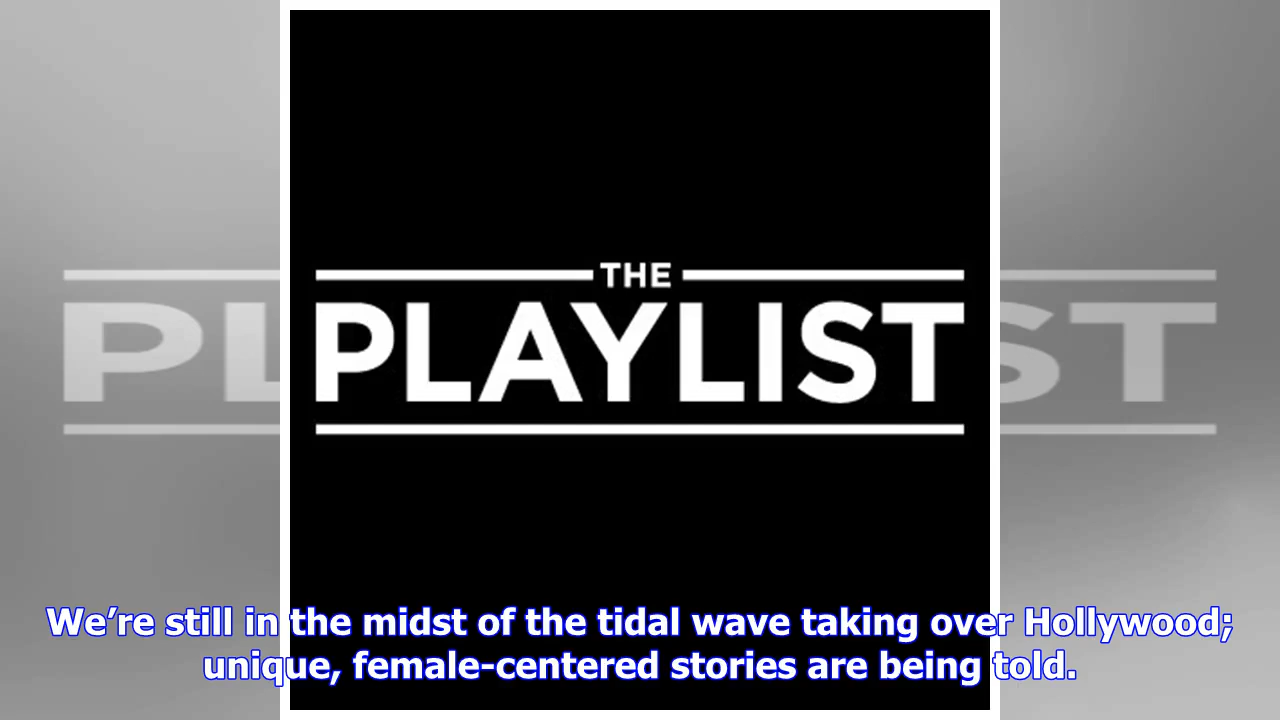 THE
PLAYLIST
We’re still in the midst of the tidal wave taking over Hollywood;
unique, female-centered stories are being told.